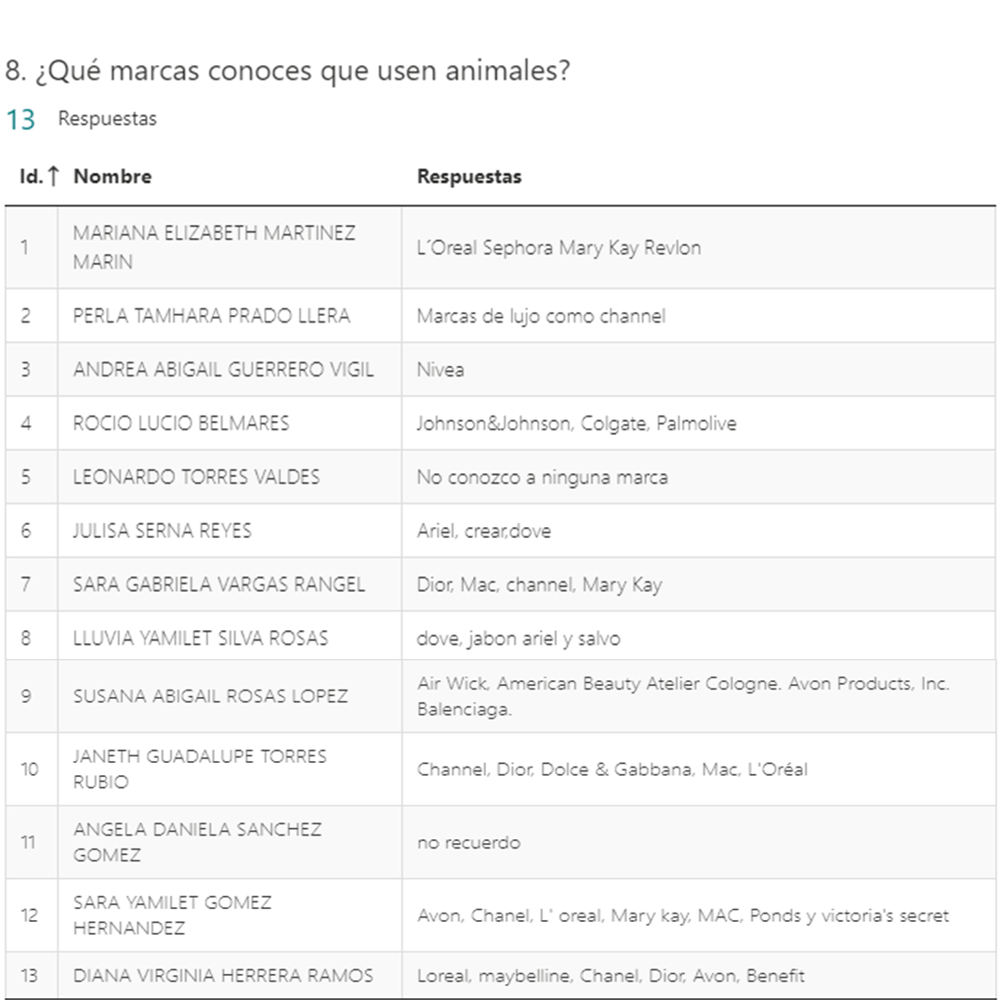 8. ¿Qué marcas conoces que usen animales?
13 Respuestas
Id.↑ Nombre Respuestas
1 MARIANA ELIZABETH MARTINEZ MARIN L´Oreal Sephora Mary Kay Revlon
2 PERLA TAMHARA PRADO LLERA Marcas de lujo como channel
3 ANDREA ABIGAIL GUERRERO VIGIL Nivea
4 ROCIO LUCIO BELMARES Johnson&Johnson, Colgate, Palmolive
5 LEONARDO TORRES VALDES No conozco a ninguna marca
6 JULISA SERNA REYES Ariel, crear,dove
7 SARA GABRIELA VARGAS RANGEL Dior, Mac, channel, Mary Kay
8 LLUVIA YAMILET SILVA ROSAS dove, jabon ariel y salvo
9 SUSANA ABIGAIL ROSAS LOPEZ Air Wick, American Beauty Atelier Cologne. Avon Products, Inc. Balenciaga.
10 JANETH GUADALUPE TORRES RUBIO Channel, Dior, Dolce & Gabbana, Mac, L'Oréal
11 ANGELA DANIELA SANCHEZ GOMEZ no recuerdo
12 SARA YAMILET GOMEZ HERNANDEZ Avon, Chanel, L' oreal, Mary kay, MAC, Ponds y victoria's secret
13 DIANA VIRGINIA HERRERA RAMOS Loreal, maybelline, Chanel, Dior, Avon, Benefit